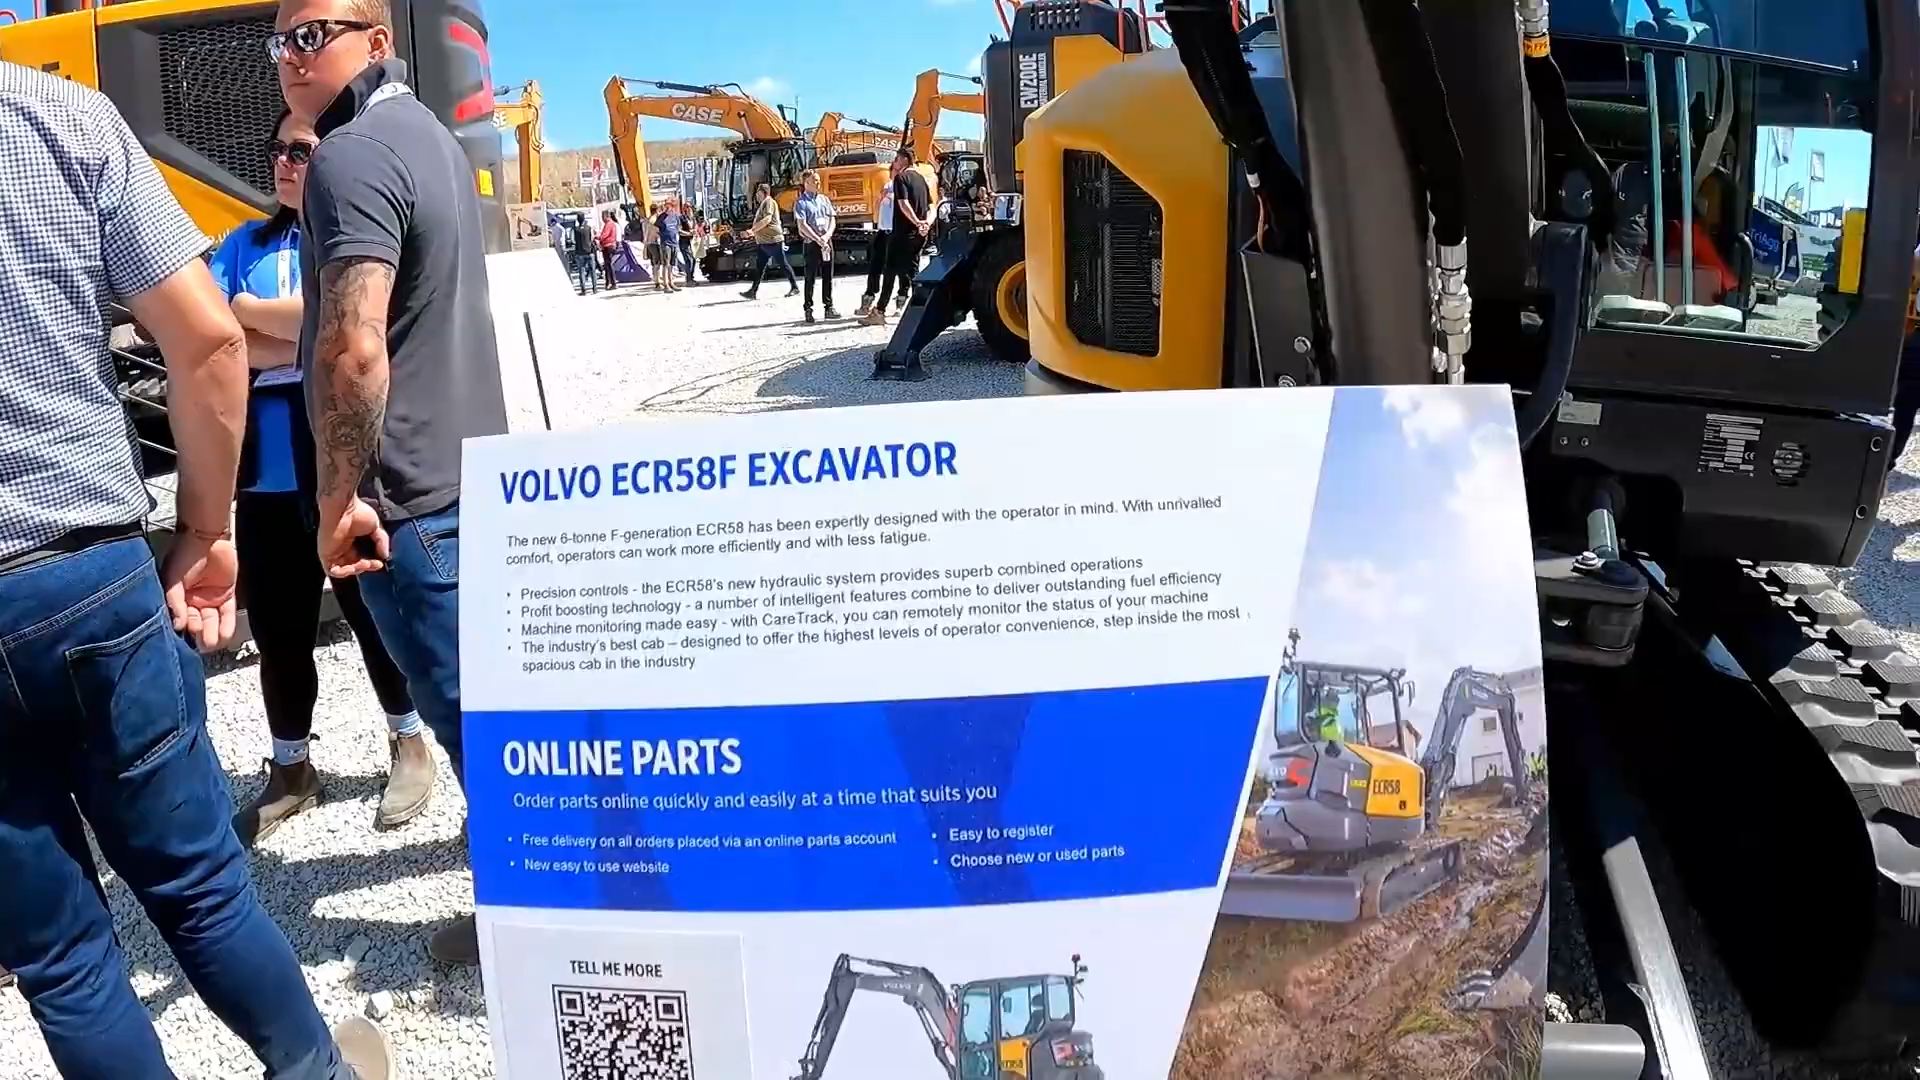 CASE
CASE
X210E
EW200E
MATERIAL HANDLER
TriAgg
VOLVO ECR58F EXCAVATOR
The new 6-tonne F-generation ECR58 has been expertly designed with the operator in mind. With unrivalled
comfort, operators can work more efficiently and with less fatigue.
• Precision controls - the ECR58's new hydraulic system provides superb combined operations
• Profit boosting technology - a number of intelligent features combine to deliver outstanding fuel efficiency
• Machine monitoring made easy - with CareTrack, you can remotely monitor the status of your machine
• The industry's best cab – designed to offer the highest levels of operator convenience, step inside the most
spacious cab in the industry
ONLINE PARTS
Order parts online quickly and easily at a time that suits you
• Free delivery on all orders placed via an online parts account
• New easy to use website
• Easy to register
• Choose new or used parts
ECR58
TELL ME MORE
VOLVO
ECR58